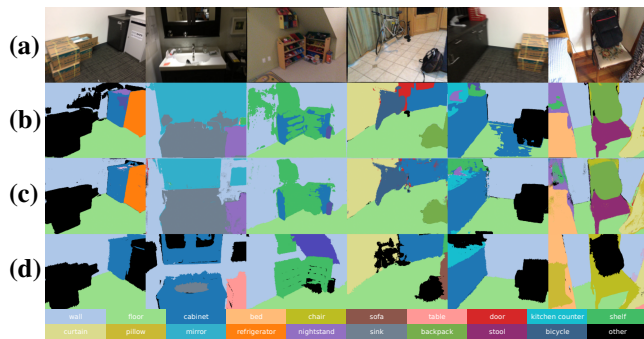 (a)
(b)
(c)
(d)
wall floor cabinet bed chair sofa table door kitchen counter shelf
curtain pillow mirror refrigerator nightstand sink backpack stool bicycle other